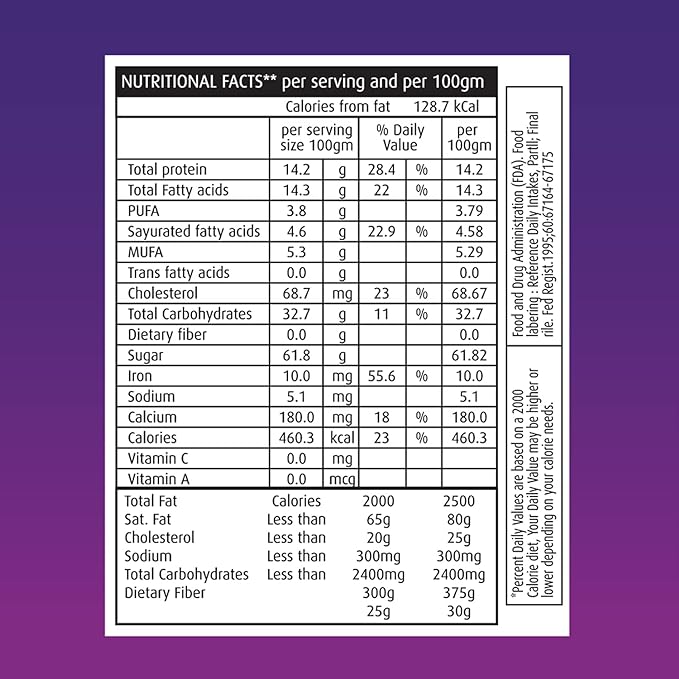 NUTRITIONAL FACTS** per serving and per 100gm
Calories from fat 128.7 kCal
per serving size 100gm % Daily Value per 100gm
Total protein 14.2 g 28.4 % 14.2
Total Fatty acids 14.3 g 22 % 14.3
PUFA 3.8 g 3.79
Sayurated fatty acids 4.6 g 22.9 % 4.58
MUFA 5.3 g 5.29
Trans fatty acids 0.0 g 0.0
Cholesterol 68.7 mg 23 % 68.67
Total Carbohydrates 32.7 g 11 % 32.7
Dietary fiber 0.0 g 0.0
Sugar 61.8 g 61.82
Iron 10.0 mg 55.6 % 10.0
Sodium 5.1 mg 5.1
Calcium 180.0 mg 18 % 180.0
Calories 460.3 kcal 23 % 460.3
Vitamin C 0.0 mg
Vitamin A 0.0 mcg
Total Fat Calories 2000 2500
Sat. Fat Less than 65g 80g
Cholesterol Less than 20g 25g
Sodium Less than 300mg 300mg
Total Carbohydrates Less than 2400mg 2400mg
Dietary Fiber 300g 375g
25g 30g
Food and Drug Administration (FDA). Food
labering : Reference Daily Intakes, PartII; Final
rile. Fed Regist.1995;60:67164-67175
*Percent Daily Values are based on a 2000
Calorie diet, Your Daily Value may be higher or
lower depending on your calorie needs.